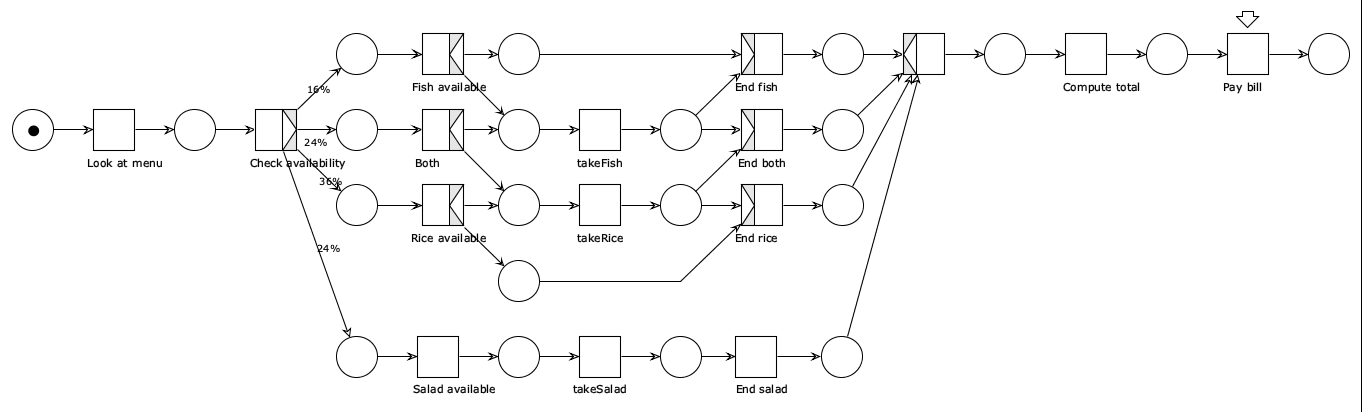 16%
Fish available
End fish
Compute total
Pay bill
Look at menu
Check availability
24%
Both
takeFish
End both
36%
Rice available
takeRice
End rice
24%
Salad available
takeSalad
End salad